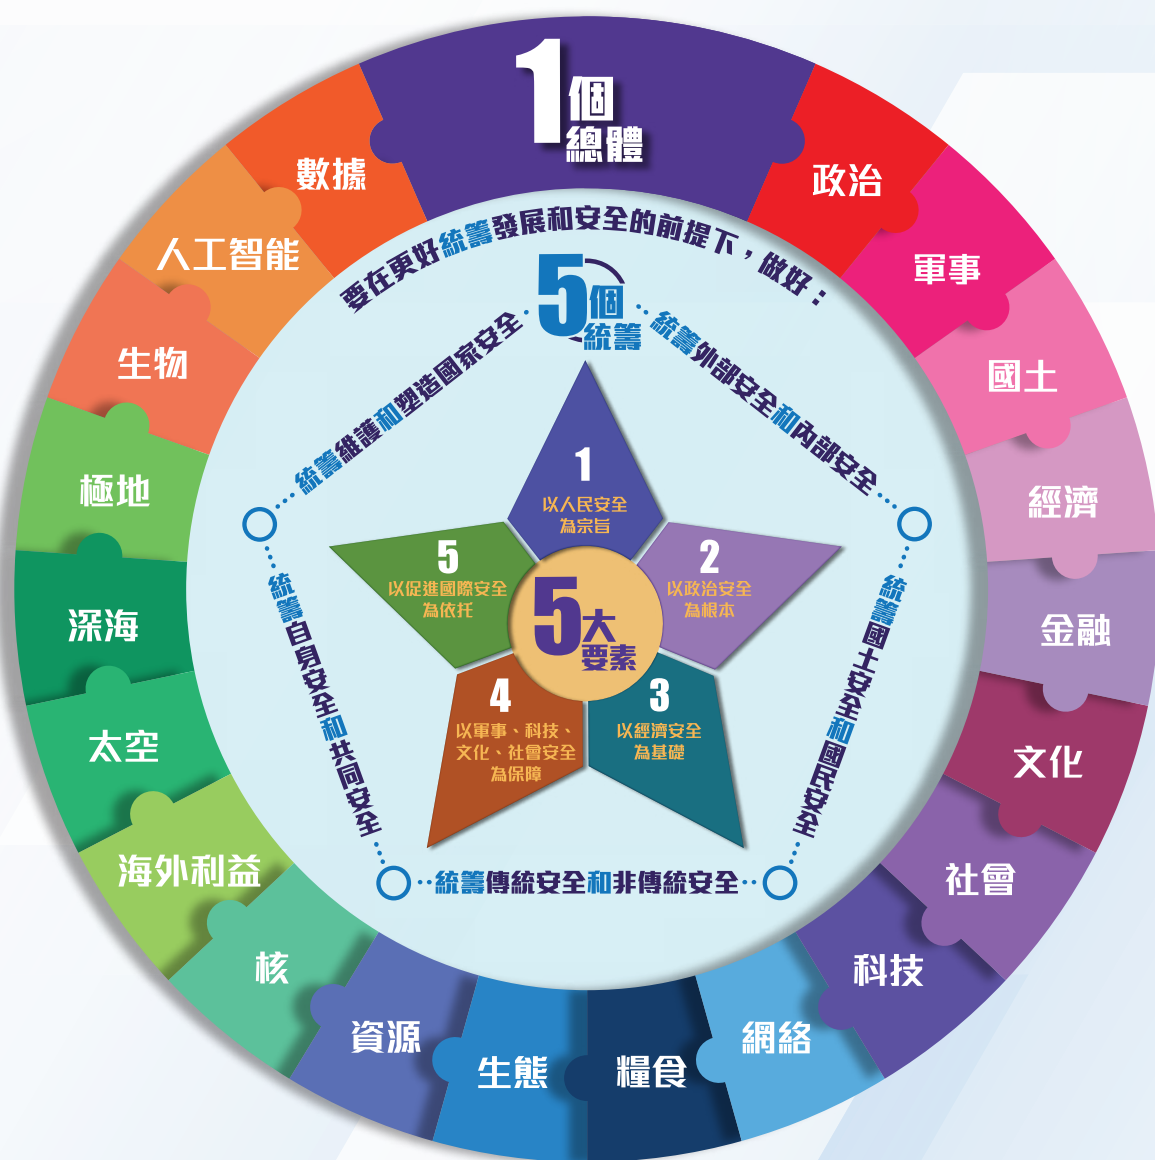 1個
總體
政治
軍事
國土
經濟
金融
文化
社會
科技
網絡
糧食
生態
資源
核
海外利益
太空
深海
極地
生物
人工智能
數據
要在更好統籌發展和安全的前提下，做好：
5個
統籌
統籌外部安全和內部安全
統籌國土安全和國民安全
統籌傳統安全和非傳統安全
統籌自身安全和共同安全
統籌維護和塑造國家安全
5大
要素
1
以人民安全
為宗旨
2
以政治安全
為根本
3
以經濟安全
為基礎
4
以軍事、科技、
文化、社會安全
為保障
5
以促進國際安全
為依托